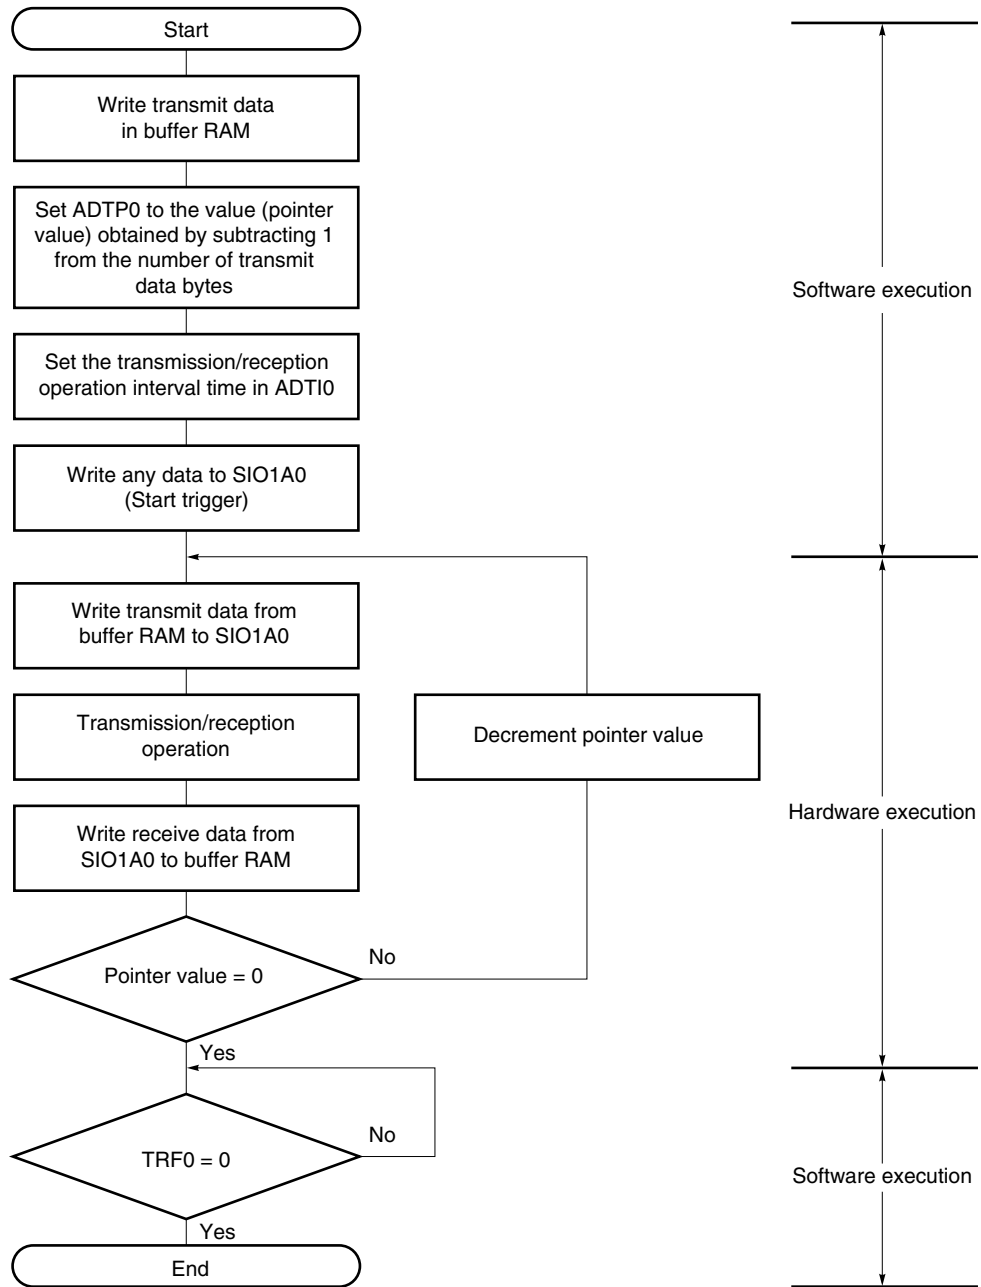 Start
Write transmit data
in buffer RAM
Set ADTP0 to the value (pointer
value) obtained by subtracting 1
from the number of transmit
data bytes
Set the transmission/reception
operation interval time in ADTI0
Write any data to SIO1A0
(Start trigger)
Software execution
Write transmit data from
buffer RAM to SIO1A0
Transmission/reception
operation
Decrement pointer value
Write receive data from
SIO1A0 to buffer RAM
Hardware execution
Pointer value = 0
No
Yes
TRF0 = 0
No
Yes
Software execution
End